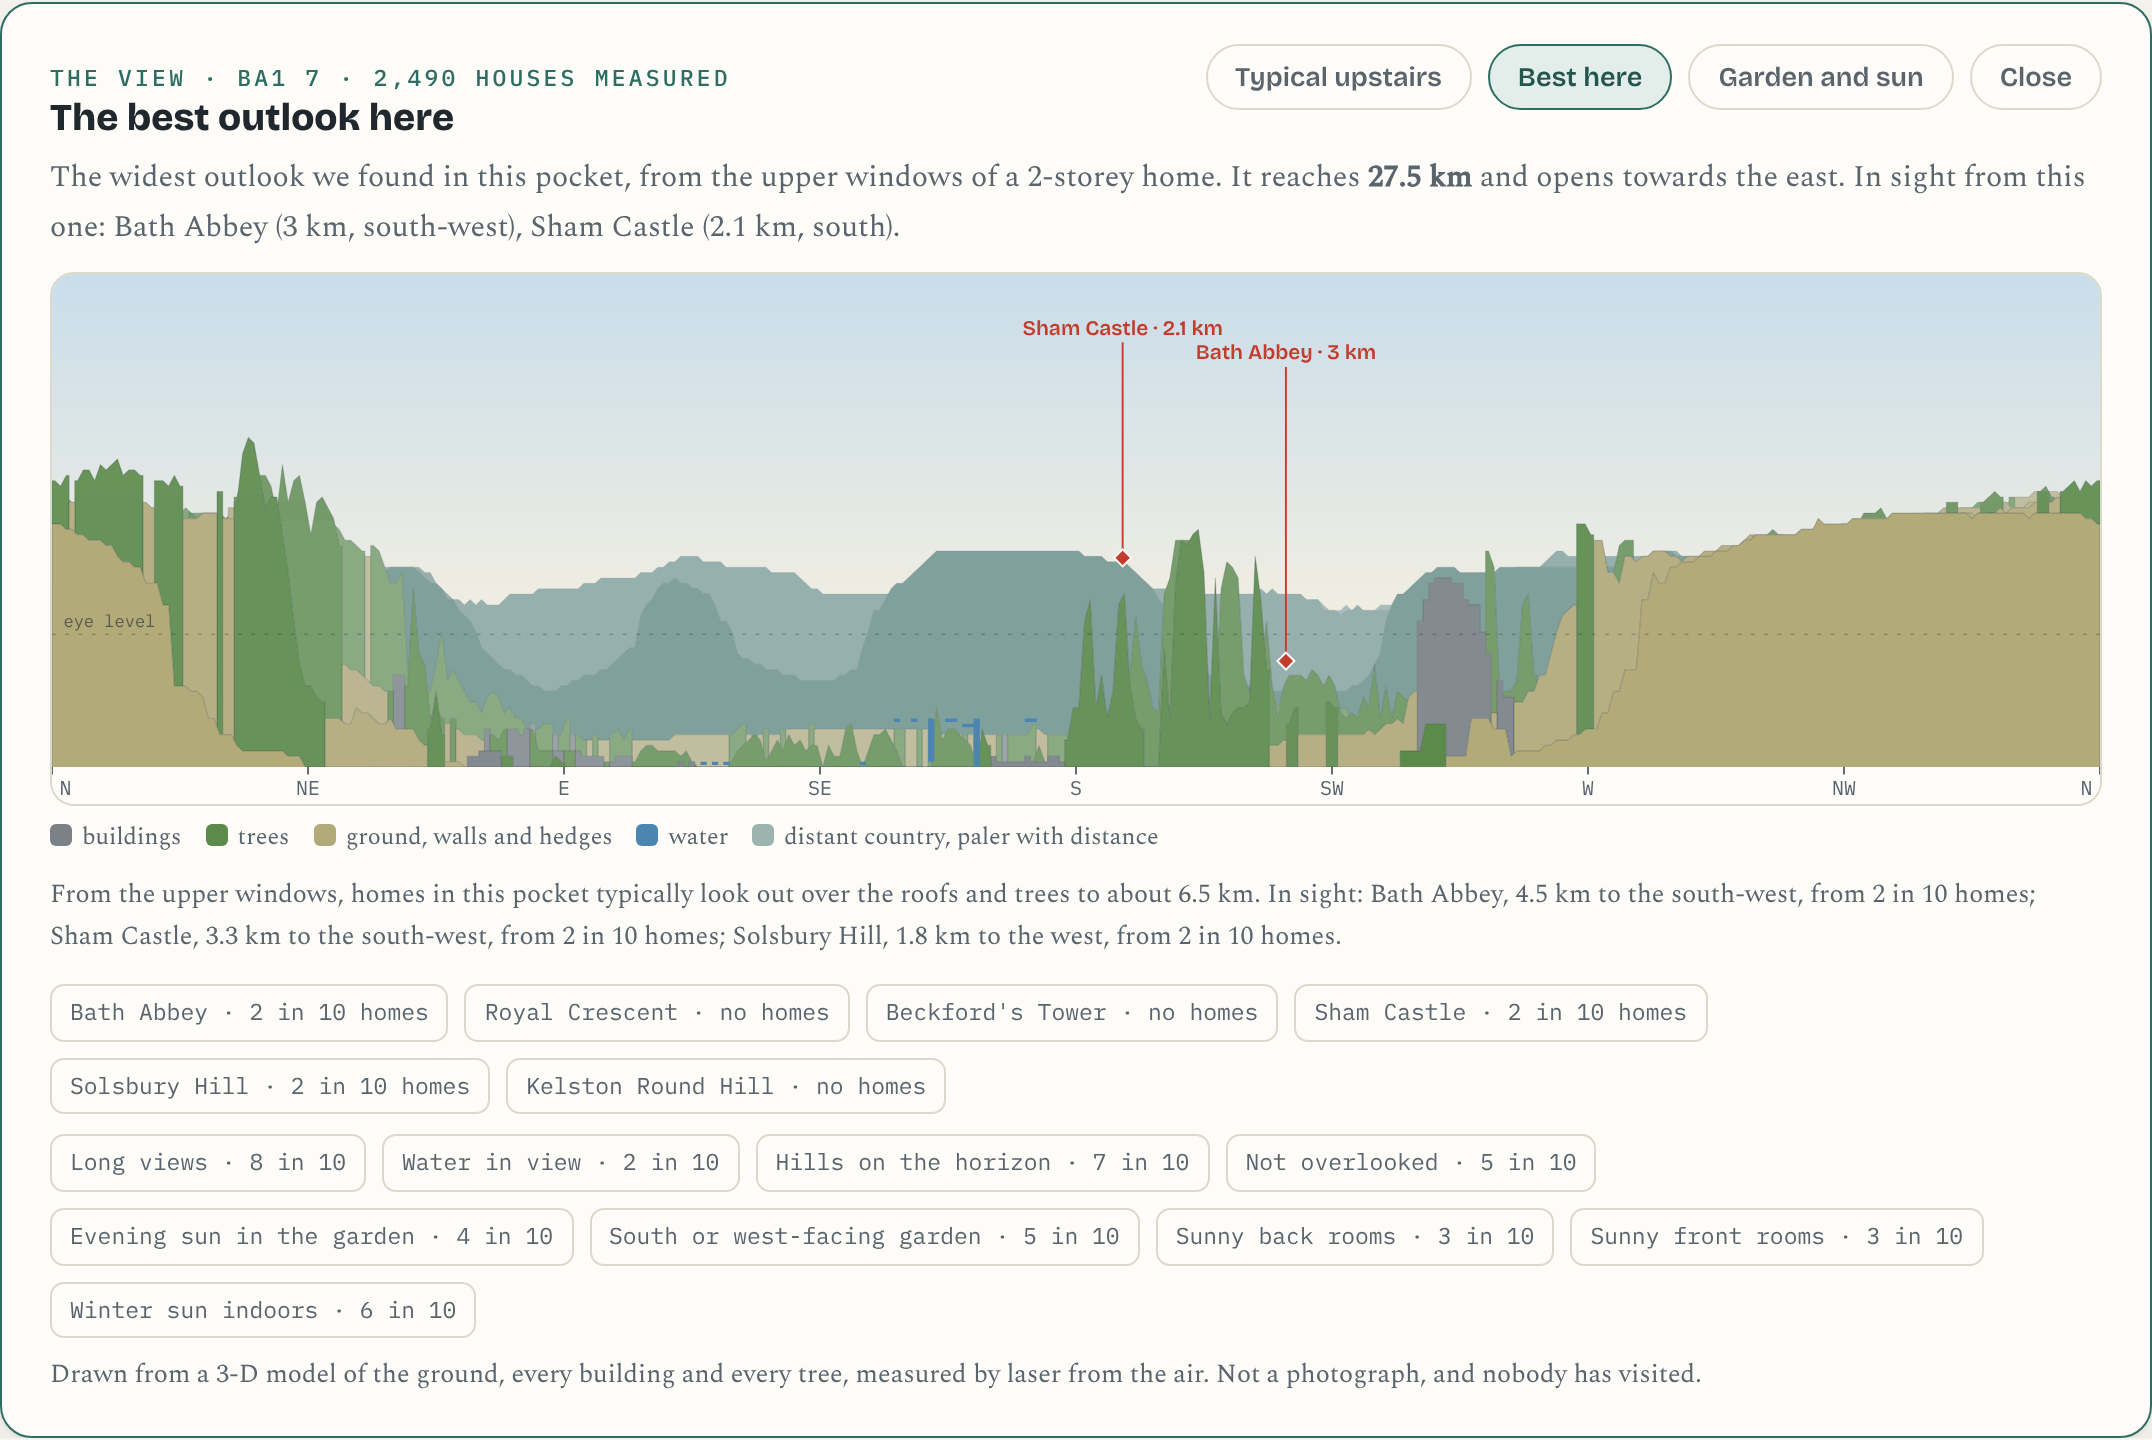 THE VIEW · BA1 7 · 2,490 HOUSES MEASURED
The best outlook here
Typical upstairs
Best here
Garden and sun
Close
The widest outlook we found in this pocket, from the upper windows of a 2-storey home. It reaches 27.5 km and opens towards the east. In sight from this
one: Bath Abbey (3 km, south-west), Sham Castle (2.1 km, south).
Sham Castle · 2.1 km
Bath Abbey · 3 km
eye level
N NE E SE S SW W NW N
buildings trees ground, walls and hedges water distant country, paler with distance
From the upper windows, homes in this pocket typically look out over the roofs and trees to about 6.5 km. In sight: Bath Abbey, 4.5 km to the south-west, from 2 in 10 homes;
Sham Castle, 3.3 km to the south-west, from 2 in 10 homes; Solsbury Hill, 1.8 km to the west, from 2 in 10 homes.
Bath Abbey · 2 in 10 homes
Royal Crescent · no homes
Beckford's Tower · no homes
Sham Castle · 2 in 10 homes
Solsbury Hill · 2 in 10 homes
Kelston Round Hill · no homes
Long views · 8 in 10
Water in view · 2 in 10
Hills on the horizon · 7 in 10
Not overlooked · 5 in 10
Evening sun in the garden · 4 in 10
South or west-facing garden · 5 in 10
Sunny back rooms · 3 in 10
Sunny front rooms · 3 in 10
Winter sun indoors · 6 in 10
Drawn from a 3-D model of the ground, every building and every tree, measured by laser from the air. Not a photograph, and nobody has visited.